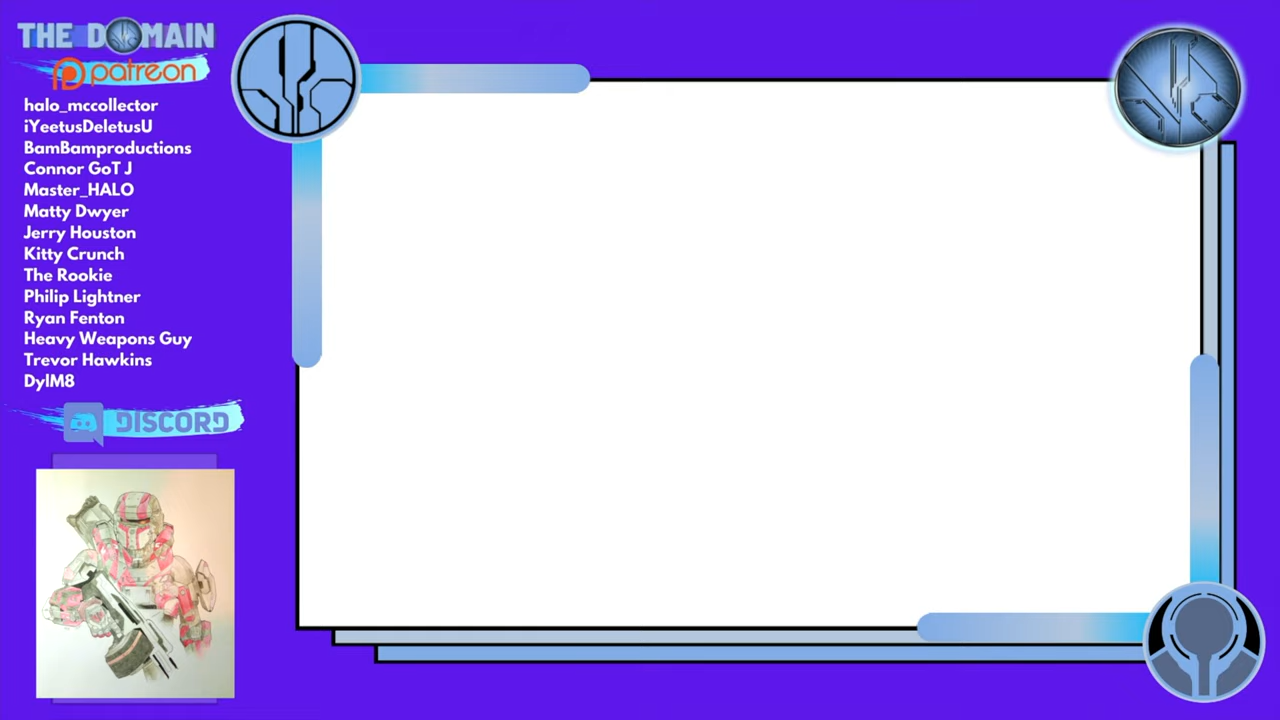 THE DOMAIN
patreon
halo_mccollector
iYeetusDeletusU
BamBamproductions
Connor GoT J
Master_HALO
Matty Dwyer
Jerry Houston
Kitty Crunch
The Rookie
Philip Lightner
Ryan Fenton
Heavy Weapons Guy
Trevor Hawkins
DylM8
DISCORD